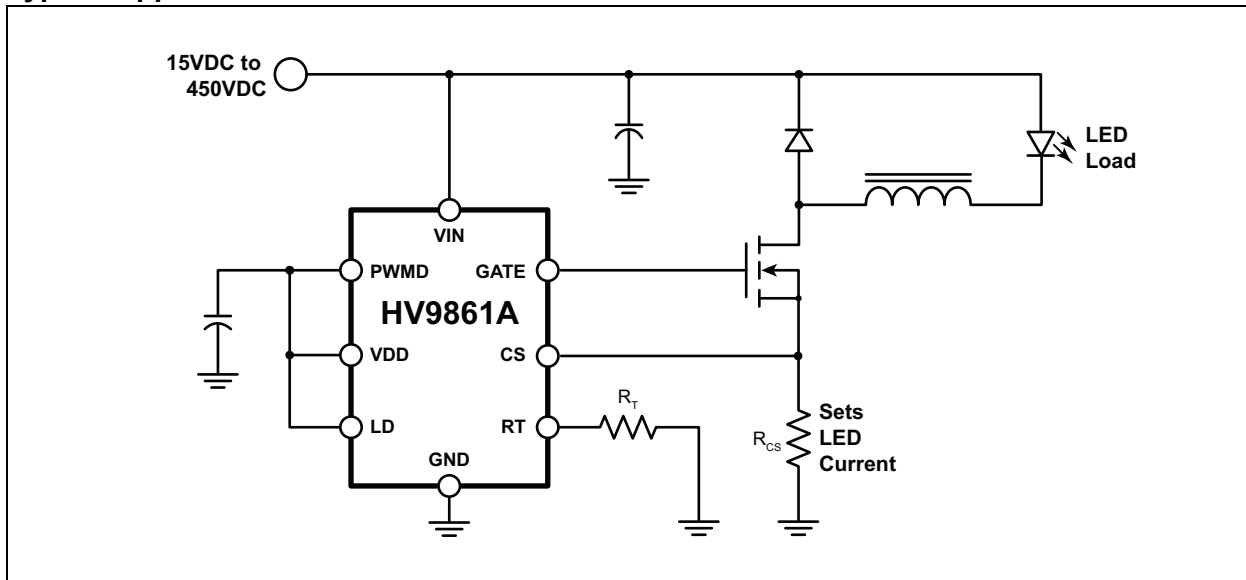 15VDC to
450VDC
LED
Load
VIN
PWMD
GATE
HV9861A
VDD
CS
LD
RT
R_T
GND
R_CS
Sets
LED
Current